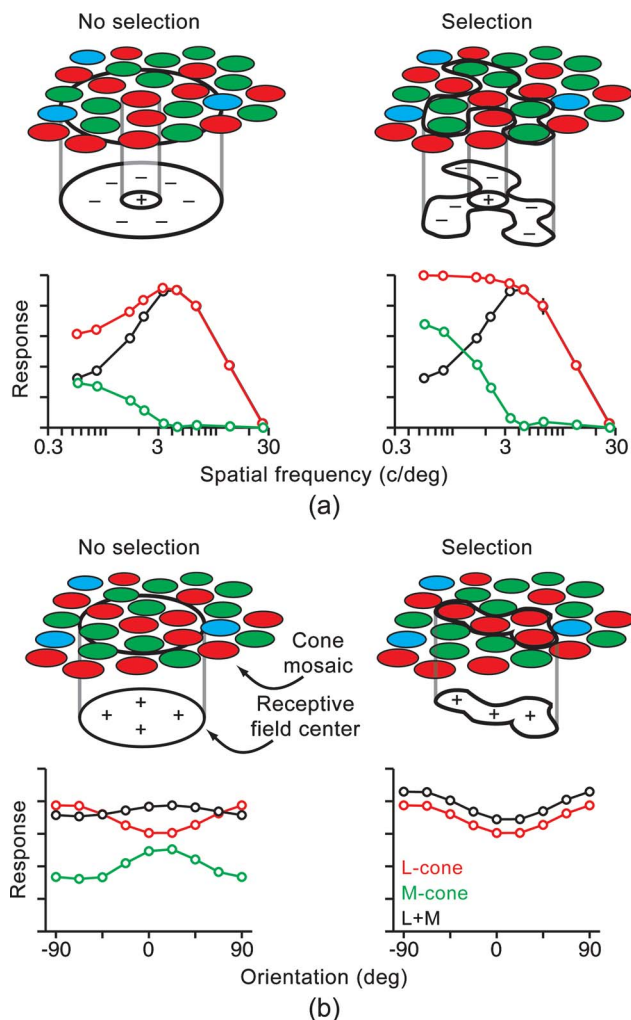 No selection
Selection
− − − − − − − +
− − − +
Response
0.3 3 30
0.3 3 30
Spatial frequency (c/deg)
(a)
No selection
Selection
Cone
mosaic
Receptive
field center
+ + + +
+ + +
Response
L-cone
M-cone
L+M
-90 0 90
-90 0 90
Orientation (deg)
(b)